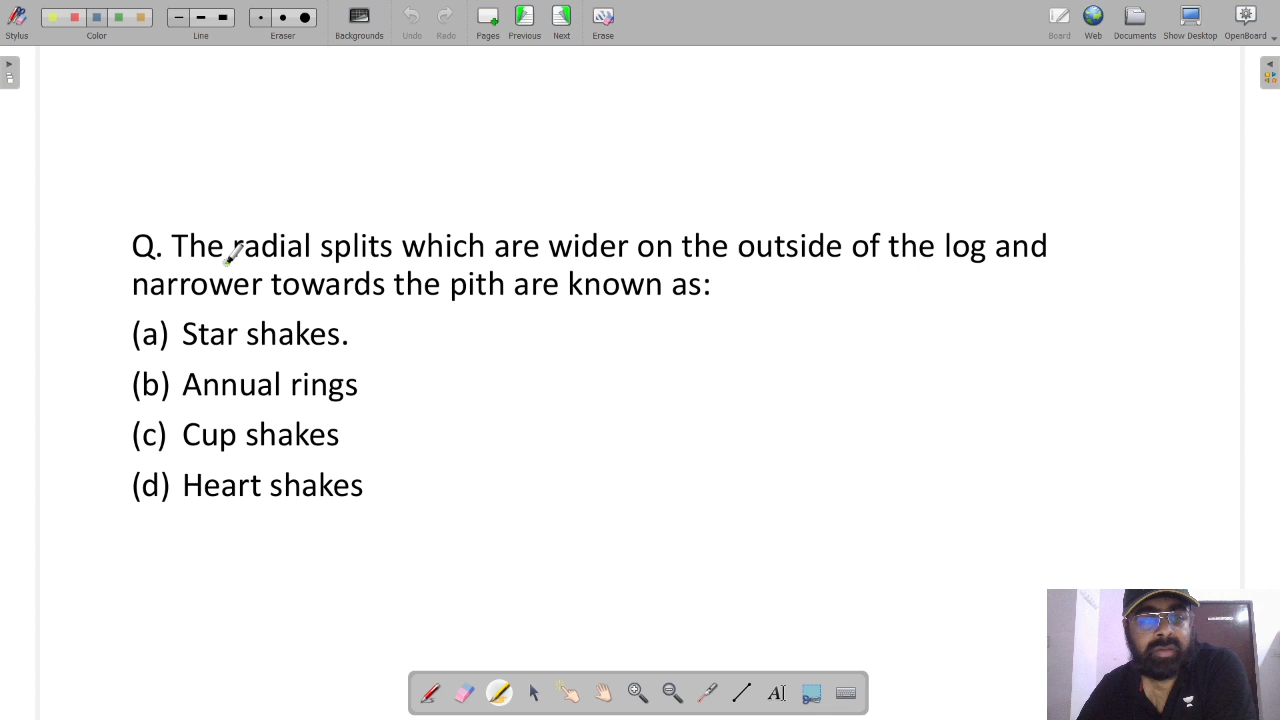 Stylus Color Line Eraser Backgrounds Undo Redo Pages Previous Next Erase Board Web Documents Show Desktop OpenBoard
Q. The radial splits which are wider on the outside of the log and
narrower towards the pith are known as:
(a) Star shakes.
(b) Annual rings
(c) Cup shakes
(d) Heart shakes